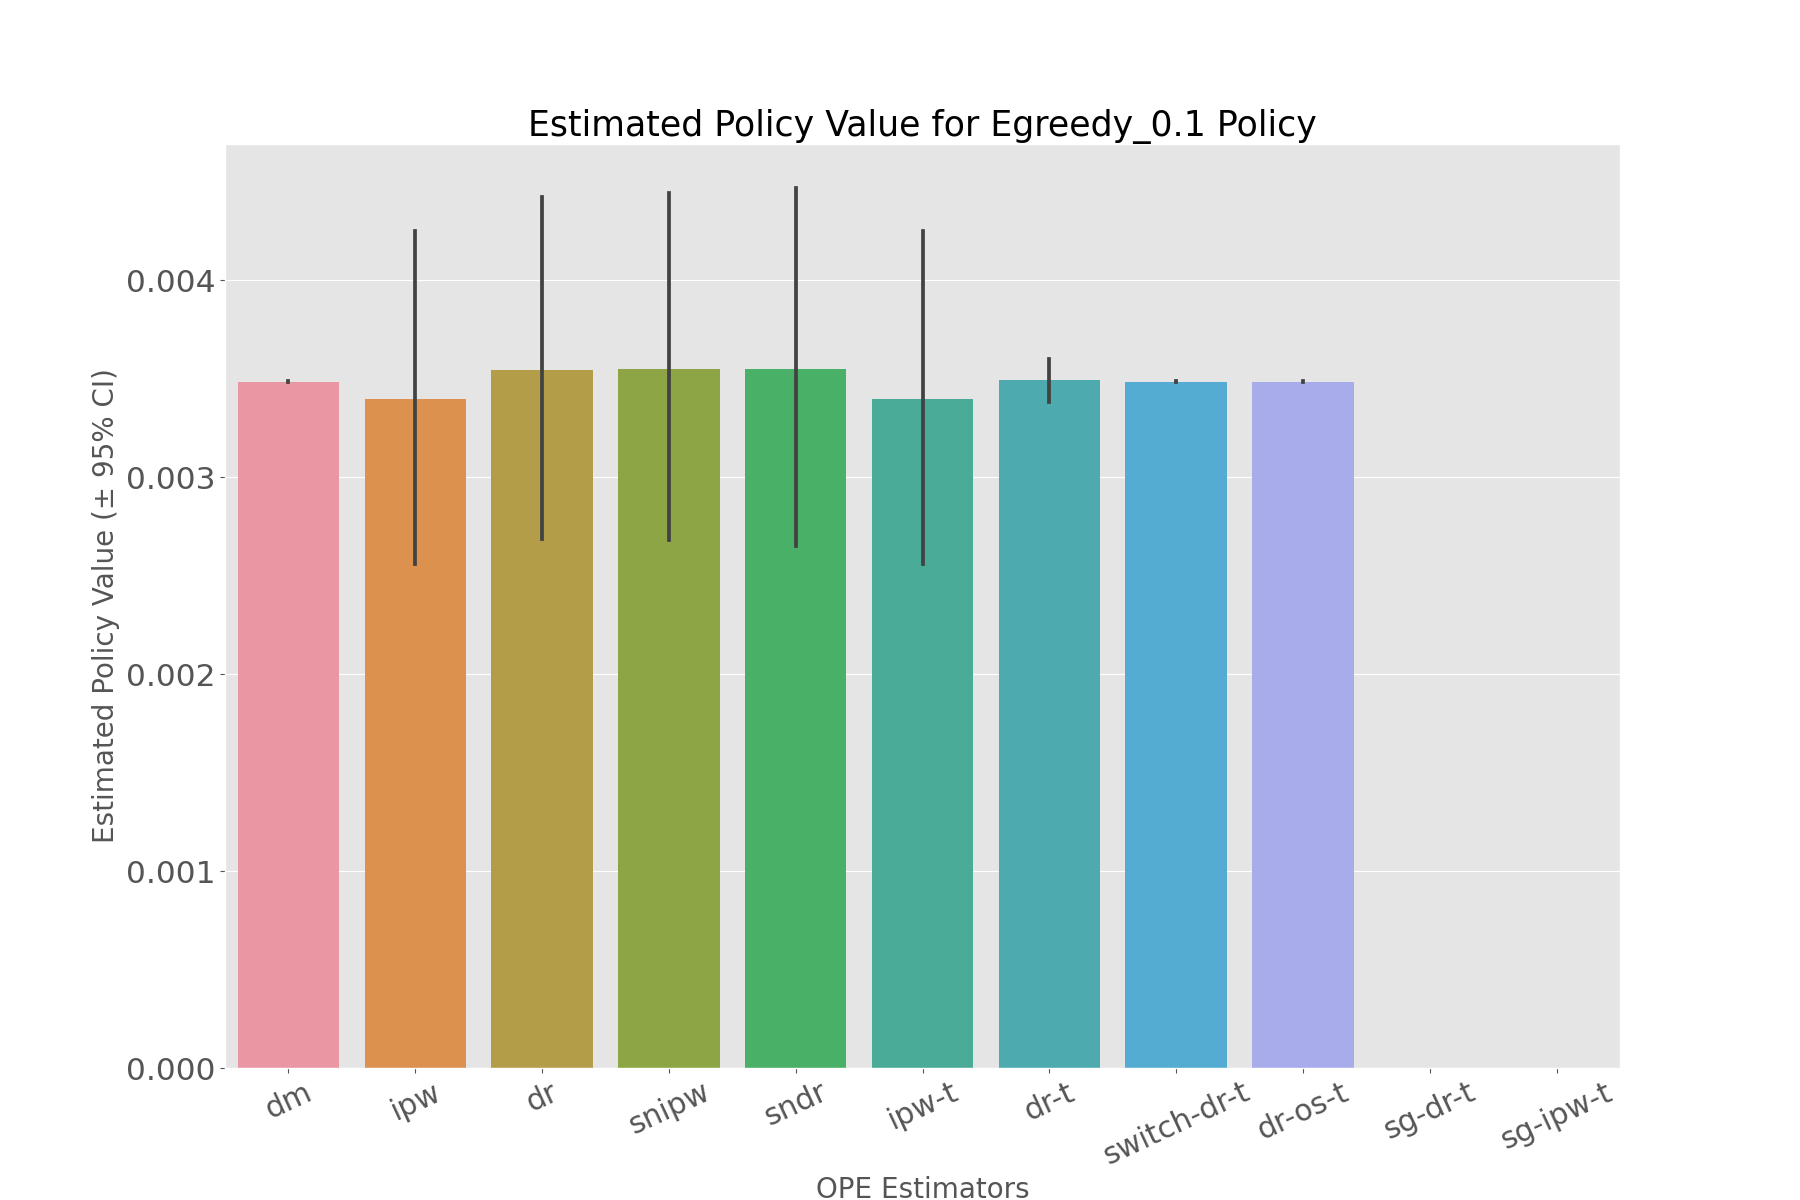 Estimated Policy Value for Egreedy_0.1 Policy
Estimated Policy Value (± 95% CI)
0.004
0.003
0.002
0.001
0.000
dm
ipw
dr
snipw
sndr
ipw-t
dr-t
switch-dr-t
dr-os-t
sg-dr-t
sg-ipw-t
OPE Estimators